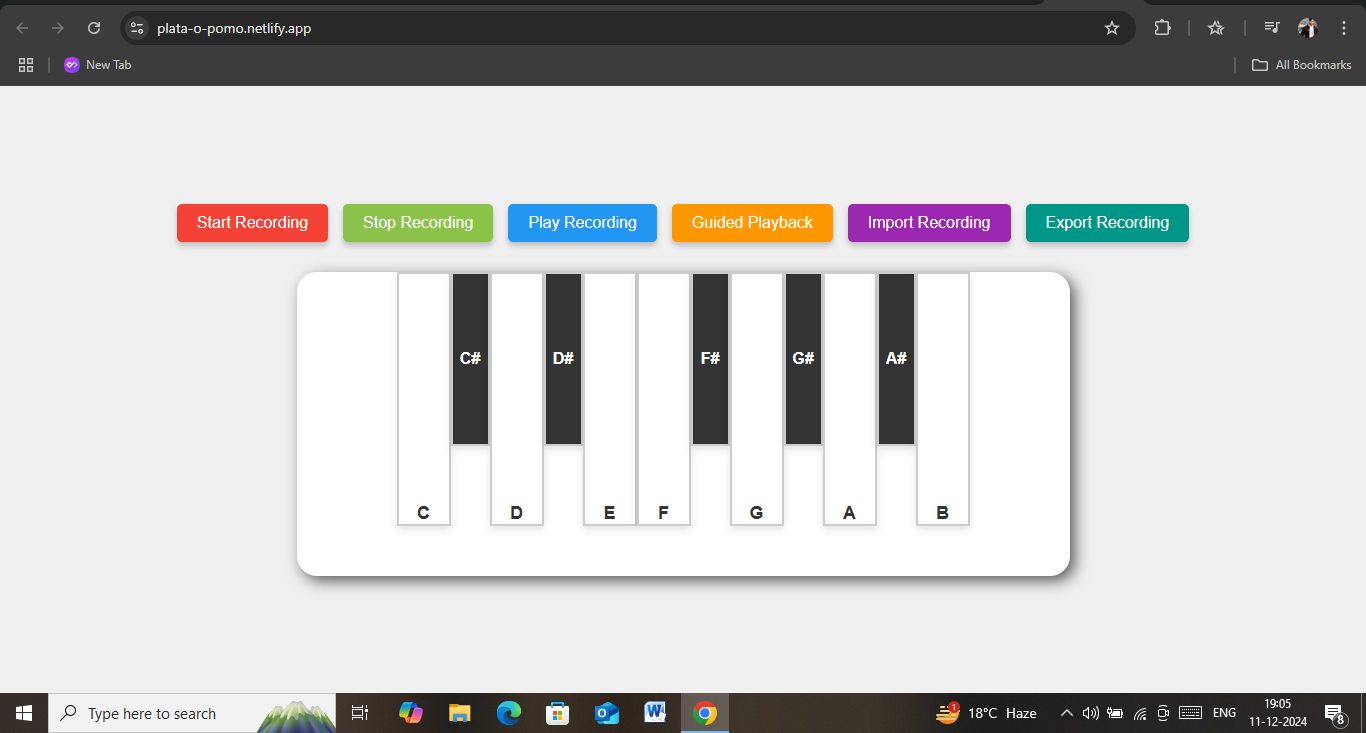 plata-o-pomo.netlify.app
New Tab
All Bookmarks
Start Recording
Stop Recording
Play Recording
Guided Playback
Import Recording
Export Recording
C#
D#
F#
G#
A#
C
D
E
F
G
A
B
Type here to search
1
18°C Haze
ENG
19:05
11-12-2024
8